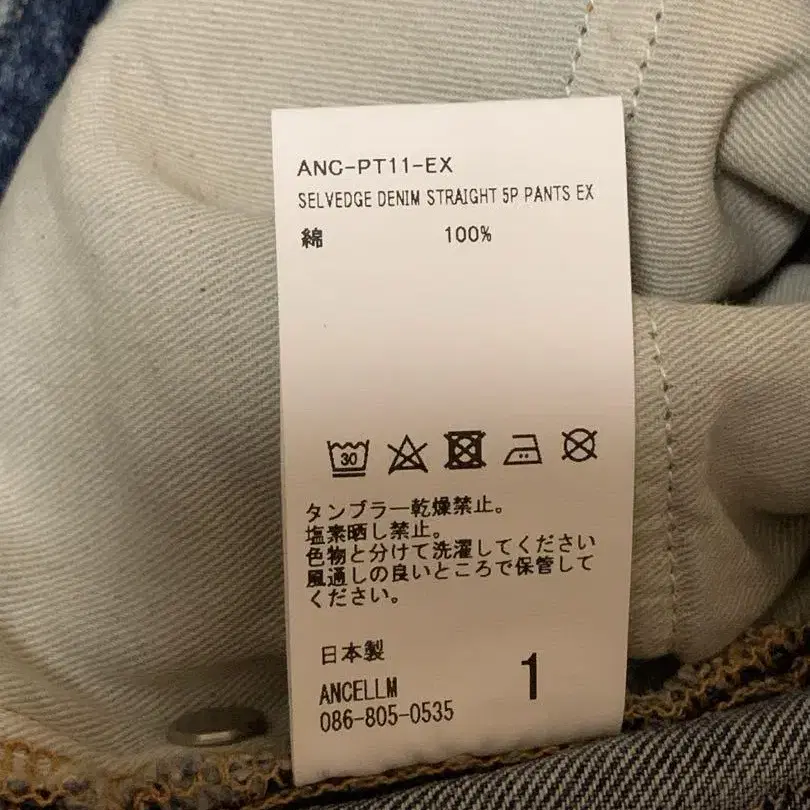 ANC-PT11-EX
SELVEDGE DENIM STRAIGHT 5P PANTS EX
綿 100%
30
タンブラー乾燥禁止。
塩素晒し禁止。
色物と分けて洗濯してください
風通しの良いところで保管して
ください。
日本製
1
ANCELLM
086-805-0535